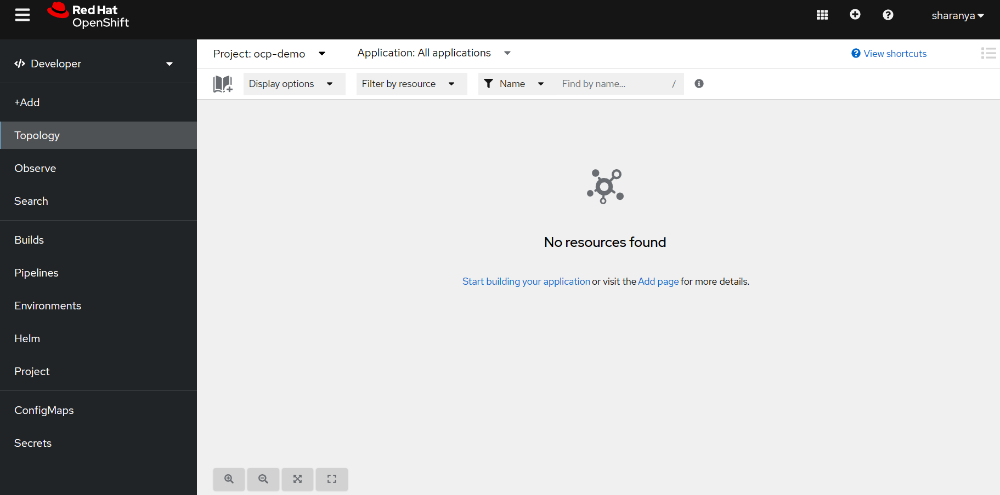 Red Hat
OpenShift
sharanya
Developer
+Add
Topology
Observe
Search
Builds
Pipelines
Environments
Helm
Project
ConfigMaps
Secrets
Project: ocp-demo
Application: All applications
View shortcuts
Display options
Filter by resource
Name
Find by name...
/
No resources found
Start building your application or visit the Add page for more details.